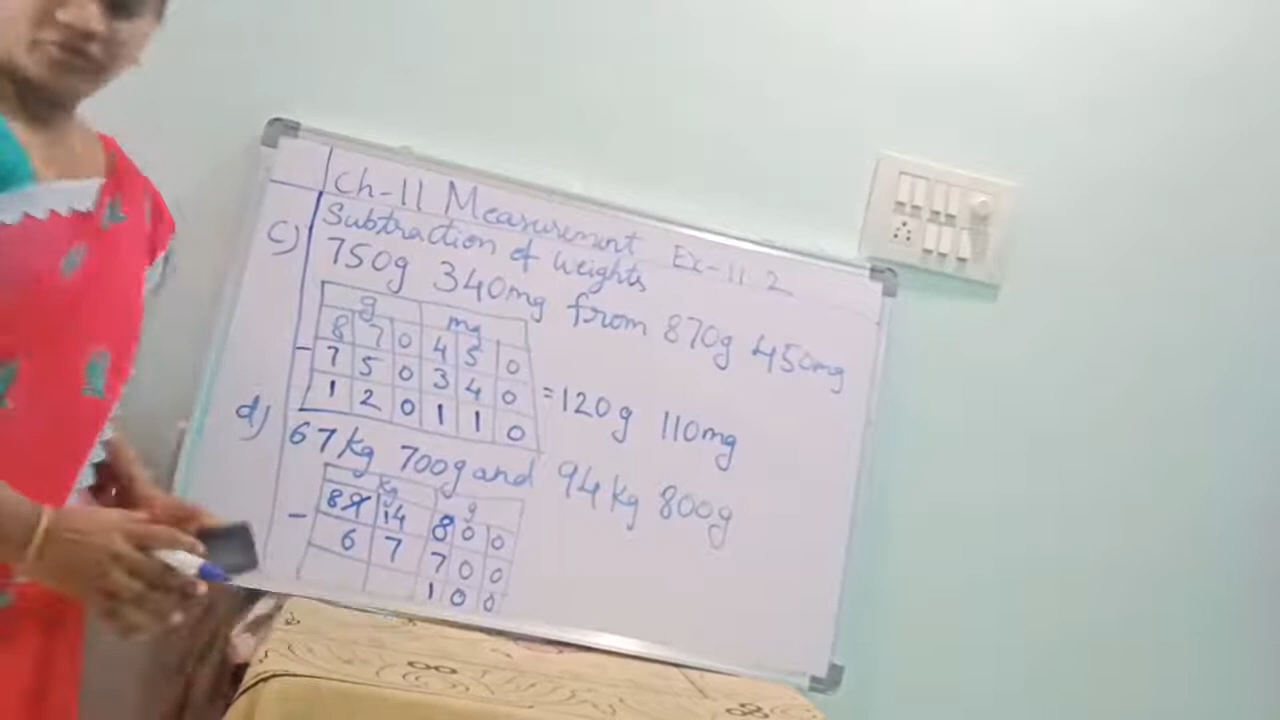 Ch-11 Measurement Ex-11.2
Subtraction of Weights
c) 750g 340mg from 870g 450mg
g mg
8 7 0 4 5 0
- 7 5 0 3 4 0
1 2 0 1 1 0 = 120g 110mg
d) 67kg 700g and 94kg 800g
Kg g
8 9 14 8 0 0
- 6 7 7 0 0
1 0 0